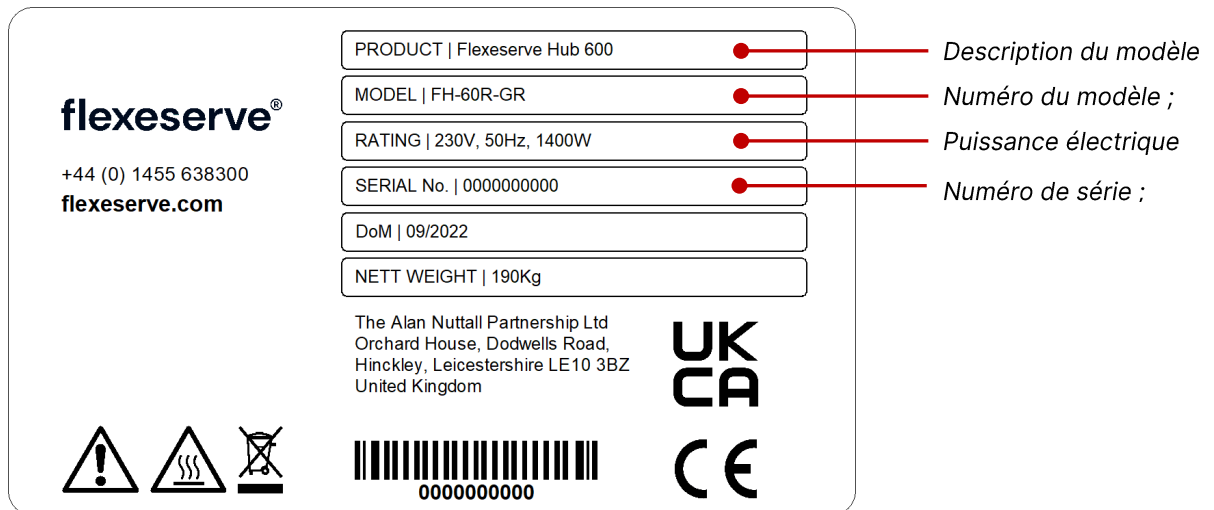 flexeserve®
+44 (0) 1455 638300
flexeserve.com
PRODUCT | Flexeserve Hub 600
Description du modèle
MODEL | FH-60R-GR
Numéro du modèle ;
RATING | 230V, 50Hz, 1400W
Puissance électrique
SERIAL No. | 0000000000
Numéro de série ;
DoM | 09/2022
NETT WEIGHT | 190Kg
The Alan Nuttall Partnership Ltd
Orchard House, Dodwells Road,
Hinckley, Leicestershire LE10 3BZ
United Kingdom
UK
CA
CE
0000000000